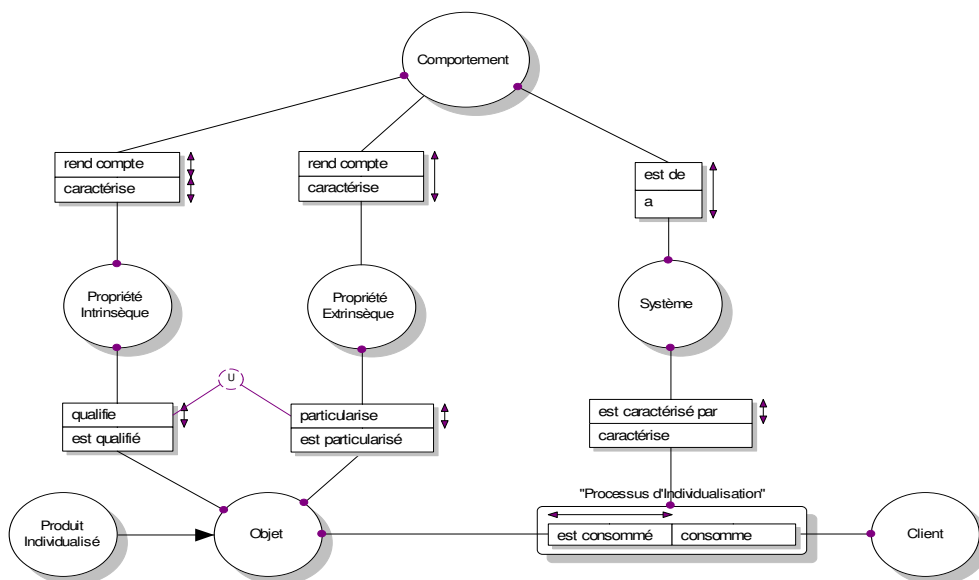 Comportement
rend compte
caractérise
rend compte
caractérise
est de
a
Propriété
Intrinsèque
Propriété
Extrinsèque
Système
U
qualifie
est qualifié
particularise
est particularisé
est caractérisé par
caractérise
"Processus d'Individualisation"
Produit
Individualisé
Objet
est consommé
consomme
Client